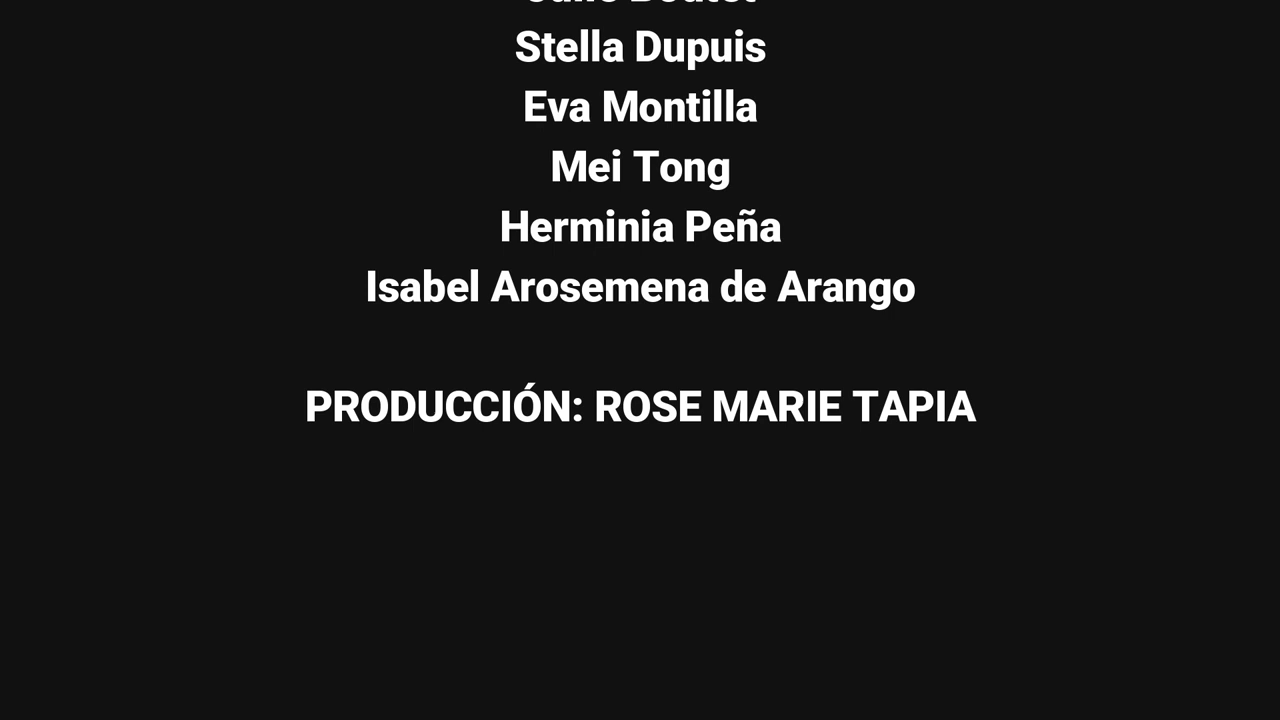 Stella Dupuis
Eva Montilla
Mei Tong
Herminia Peña
Isabel Arosemena de Arango
PRODUCCIÓN: ROSE MARIE TAPIA